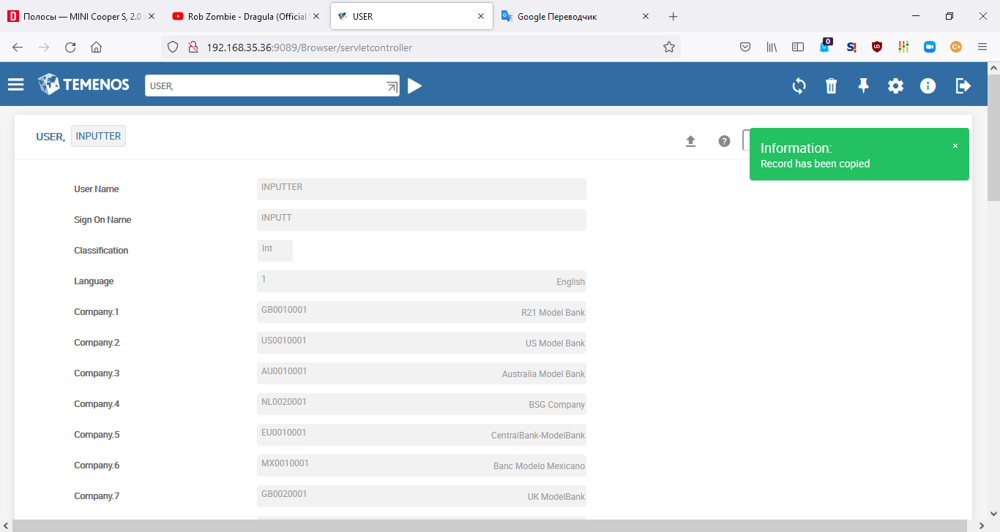 Полосы — MINI Cooper S, 2.0
Rob Zombie - Dragula (Official
USER
Google Переводчик
192.168.35.36:9089/Browser/servletcontroller
0
S!
UD
C+
TEMENOS
USER,
USER,
INPUTTER
Information:
Record has been copied
User Name
INPUTTER
Sign On Name
INPUTT
Classification
Int
Language
1
English
Company.1
GB0010001
R21 Model Bank
Company.2
US0010001
US Model Bank
Company.3
AU0010001
Australia Model Bank
Company.4
NL0020001
BSG Company
Company.5
EU0010001
CentralBank-ModelBank
Company.6
MX0010001
Banc Modelo Mexicano
Company.7
GB0020001
UK ModelBank